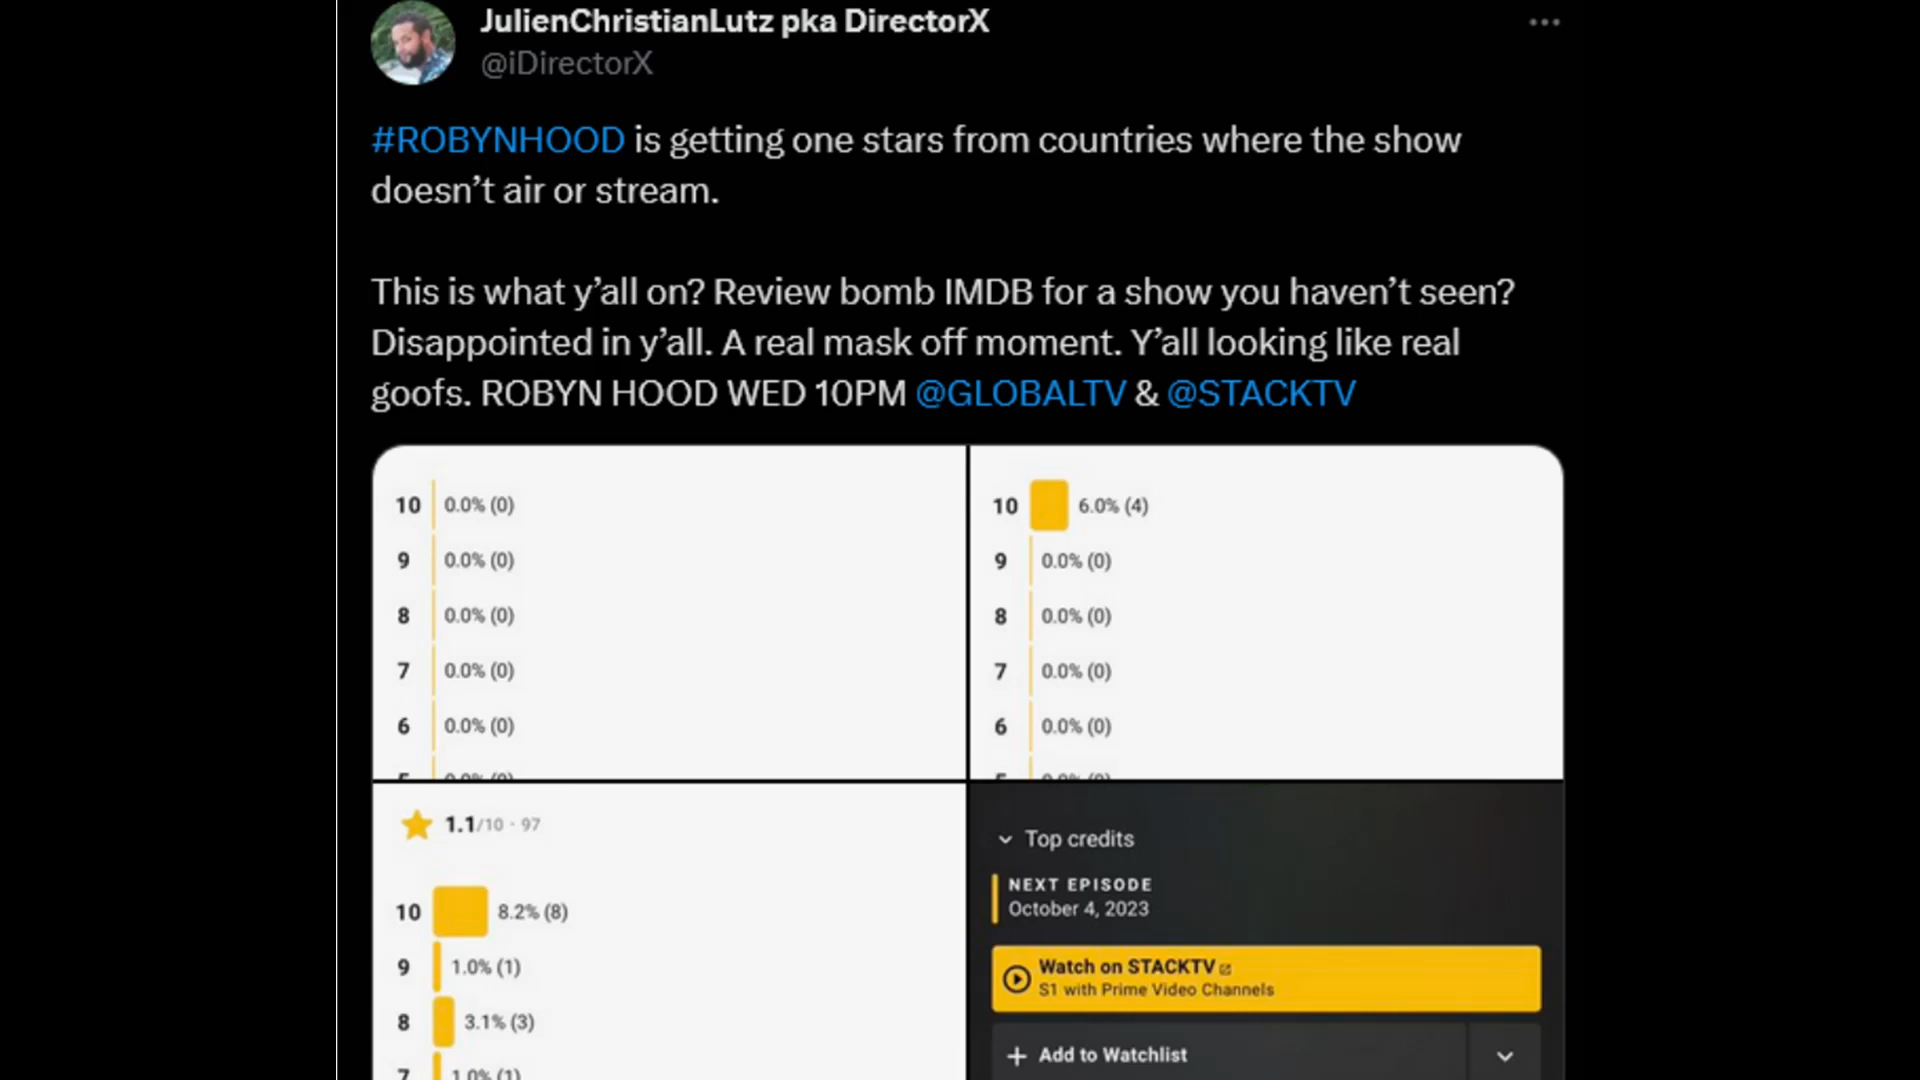 JulienChristianLutz pka DirectorX
@iDirectorX
#ROBYNHOOD is getting one stars from countries where the show
doesn’t air or stream.
This is what y’all on? Review bomb IMDB for a show you haven’t seen?
Disappointed in y’all. A real mask off moment. Y’all looking like real
goofs. ROBYN HOOD WED 10PM @GLOBALTV & @STACKTV
10 0.0% (0)
9 0.0% (0)
8 0.0% (0)
7 0.0% (0)
6 0.0% (0)
10 6.0% (4)
9 0.0% (0)
8 0.0% (0)
7 0.0% (0)
6 0.0% (0)
1.1/10 · 97
10 8.2% (8)
9 1.0% (1)
8 3.1% (3)
7 1.0% (1)
Top credits
NEXT EPISODE
October 4, 2023
Watch on STACKTV
S1 with Prime Video Channels
+ Add to Watchlist